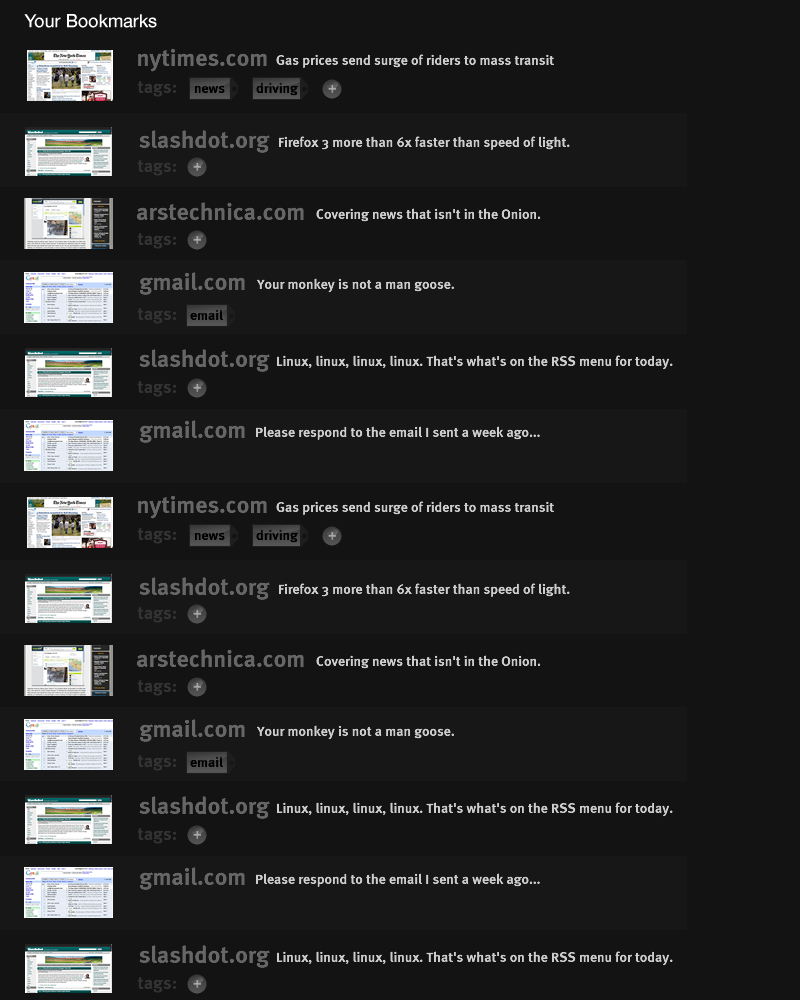 Your Bookmarks
nytimes.com Gas prices send surge of riders to mass transit
tags: news driving +
slashdot.org Firefox 3 more than 6x faster than speed of light.
tags: +
arstechnica.com Covering news that isn't in the Onion.
tags: +
gmail.com Your monkey is not a man goose.
tags: email
slashdot.org Linux, linux, linux, linux. That's what's on the RSS menu for today.
tags: +
gmail.com Please respond to the email I sent a week ago...
nytimes.com Gas prices send surge of riders to mass transit
tags: news driving +
slashdot.org Firefox 3 more than 6x faster than speed of light.
tags: +
arstechnica.com Covering news that isn't in the Onion.
tags: +
gmail.com Your monkey is not a man goose.
tags: email
slashdot.org Linux, linux, linux, linux. That's what's on the RSS menu for today.
tags: +
gmail.com Please respond to the email I sent a week ago...
slashdot.org Linux, linux, linux, linux. That's what's on the RSS menu for today.
tags: +